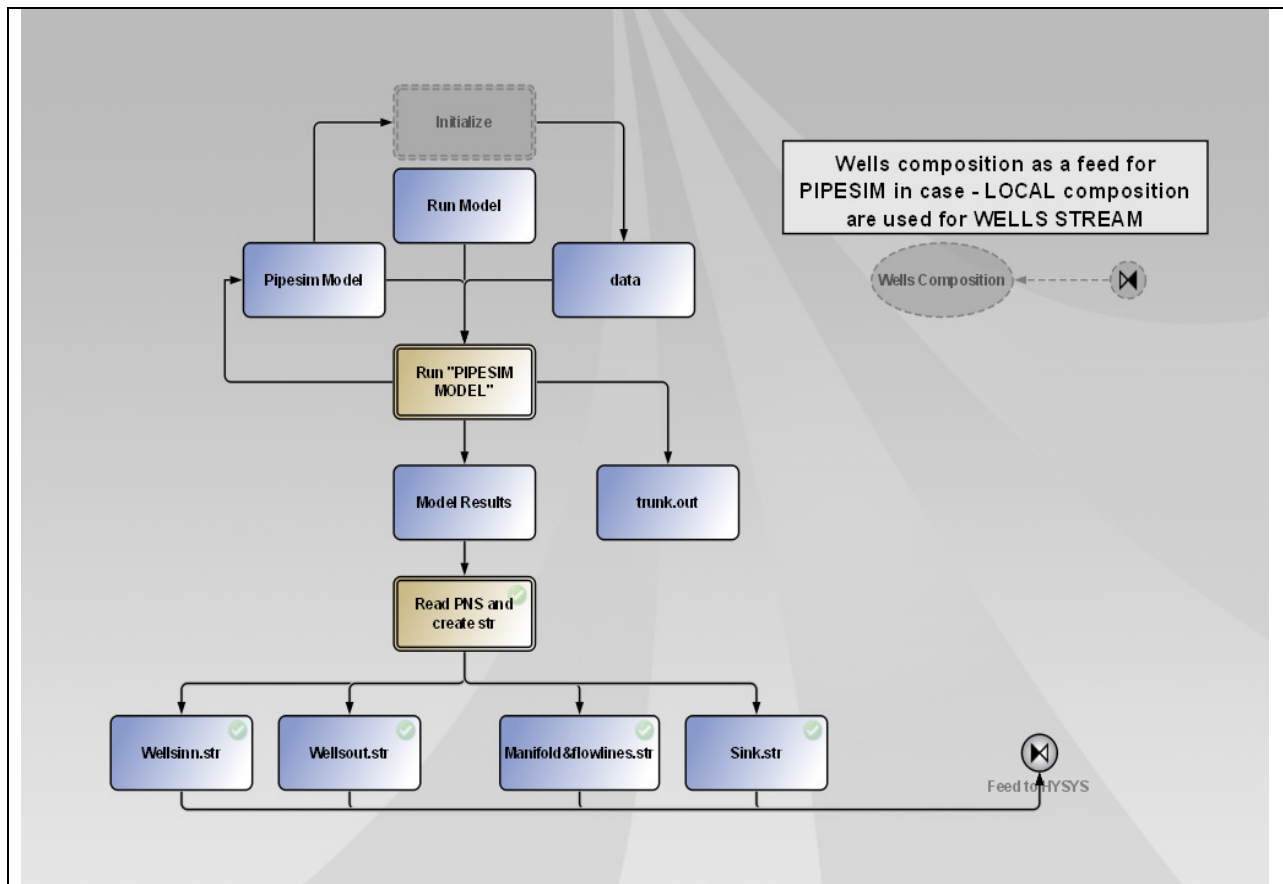 Initialize
Wells composition as a feed for
PIPESIM in case - LOCAL composition
are used for WELLS STREAM
Run Model
Pipesim Model
data
Wells Composition
Run "PIPESIM
MODEL"
Model Results
trunk.out
Read PNS and
create str
Wellsinn.str
Wellsout.str
Manifold&flowlines.str
Sink.str
Feed to HYSYS